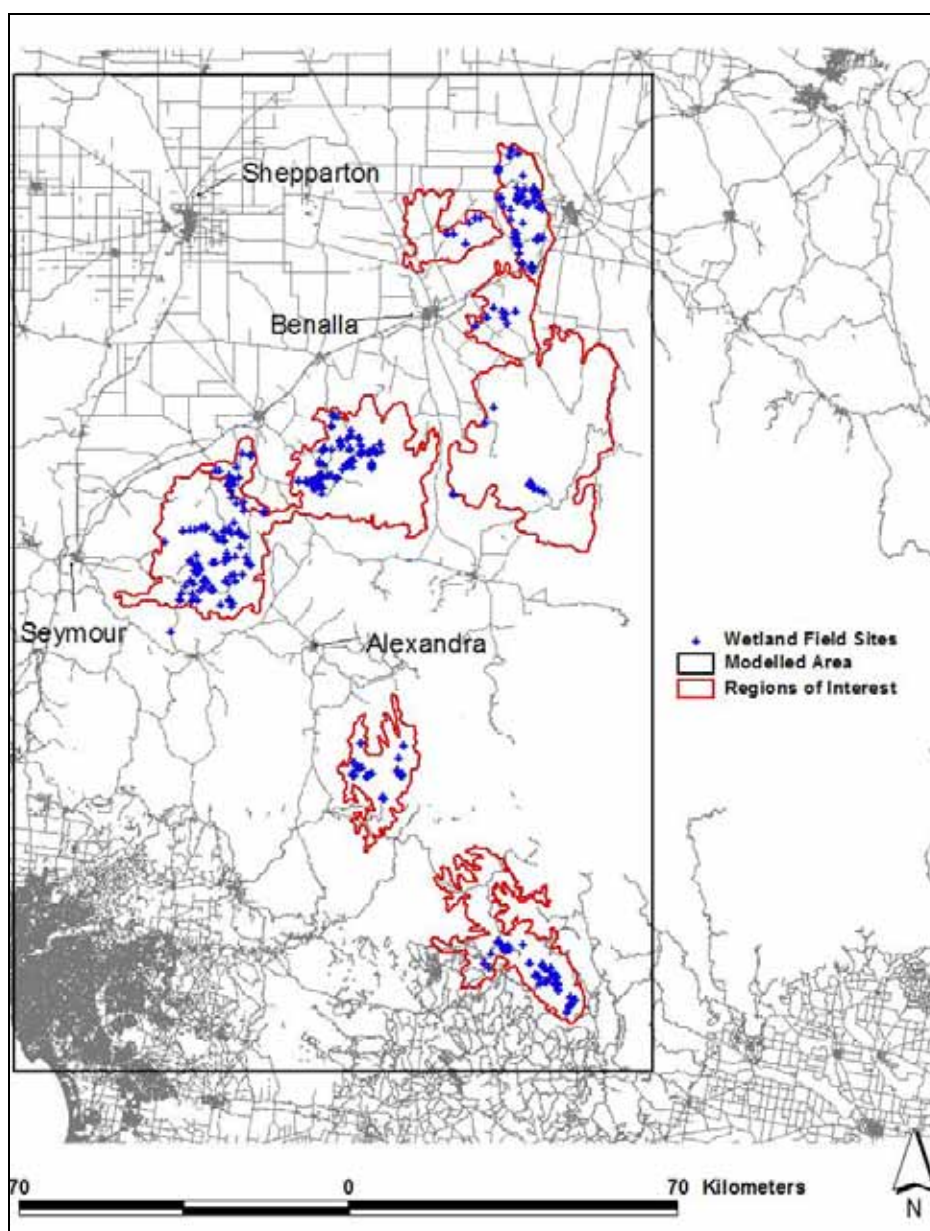 Shepparton
Benalla
Seymour
Alexandra
Wetland Field Sites
Modelled Area
Regions of Interest
70 0 70 Kilometers
N